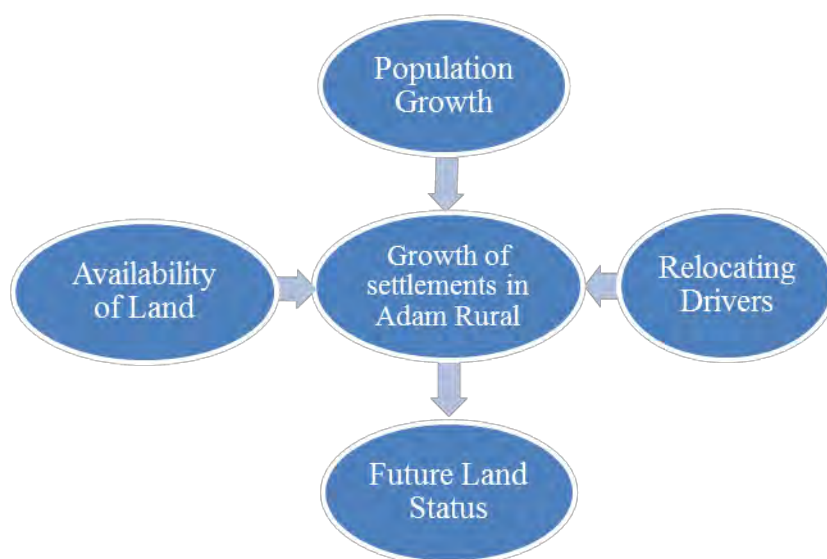 Population
Growth
Availability
of Land
Growth of
settlements in
Adam Rural
Relocating
Drivers
Future Land
Status